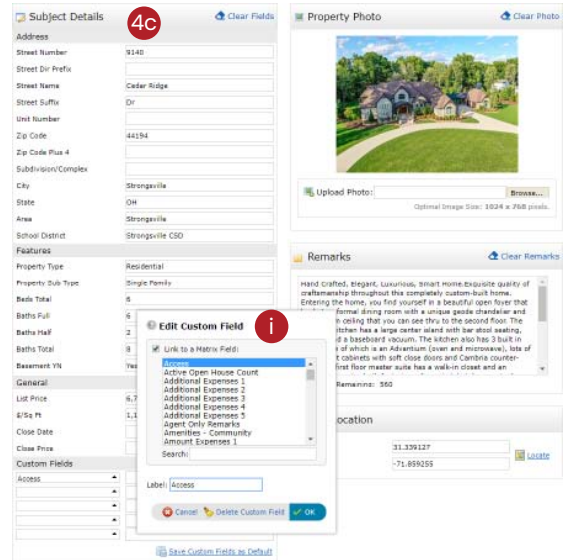 Subject Details
4c
Clear Fields
Address
Street Number 9140
Street Dir Prefix
Street Name Cedar Ridge
Street Suffix Dr
Unit Number
Zip Code 44194
Zip Code Plus 4
Subdivision/Complex
City Strongsville
State OH
Area Strongsville
School District Strongsville CSD
Features
Property Type Residential
Property Sub Type Single Family
Beds Total 6
Baths Full 6
Baths Half 2
Baths Total 8
Basement YN Yes
General
List Price 6,7
$/Sq Ft 1,1
Close Date
Close Price
Custom Fields
Access
Save Custom Fields as Default
Edit Custom Field
i
Link to a Matrix Field:
Access
Active Open House Count
Additional Expenses 1
Additional Expenses 2
Additional Expenses 3
Additional Expenses 4
Additional Expenses 5
Agent Only Remarks
Amenities - Community
Amount Expenses 1
Search:
Label: Access
Cancel Delete Custom Field OK
Property Photo
Clear Photo
Upload Photo: Browse...
Optimal Image Size: 1024 x 768 pixels.
Remarks
Clear Remarks
Hand Crafted, Elegant, Luxurious, Smart Home.Exquisite quality of
craftsmanship throughout this completely custom-built home.
Entering the home, you find yourself in a beautiful open foyer that
formal dining room with a unique geode chandelier and
ceiling that you can see thru to the second floor. The
kitchen has a large center island with bar stool seating,
d a baseboard vacuum. The kitchen also has 3 built in
of which is an Advantium (oven and microwave), lots of
t cabinets with soft close doors and Cambria counter-
first floor master suite has a walk-in closet and an
Remaining: 560
ocation
31.339127
-71.859255
Locate